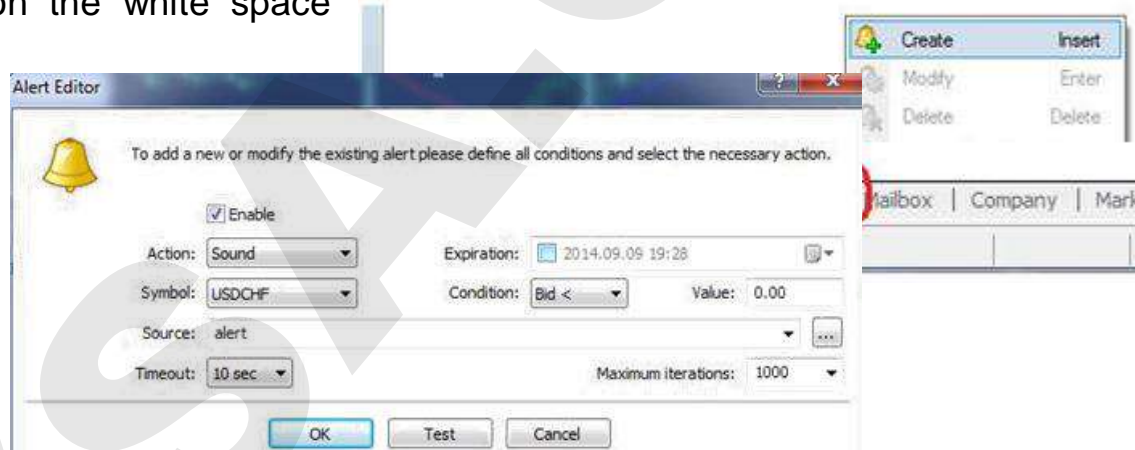 on the white space
Create Insert
Modify Enter
Delete Delete
Alert Editor
To add a new or modify the existing alert please define all conditions and select the necessary action.
Enable
Action: Sound Expiration: 2014.09.09 19:28
Symbol: USDCHF Condition: Bid < Value: 0.00
Source: alert ...
Timeout: 10 sec Maximum iterations: 1000
OK Test Cancel
Mailbox | Company | Mark